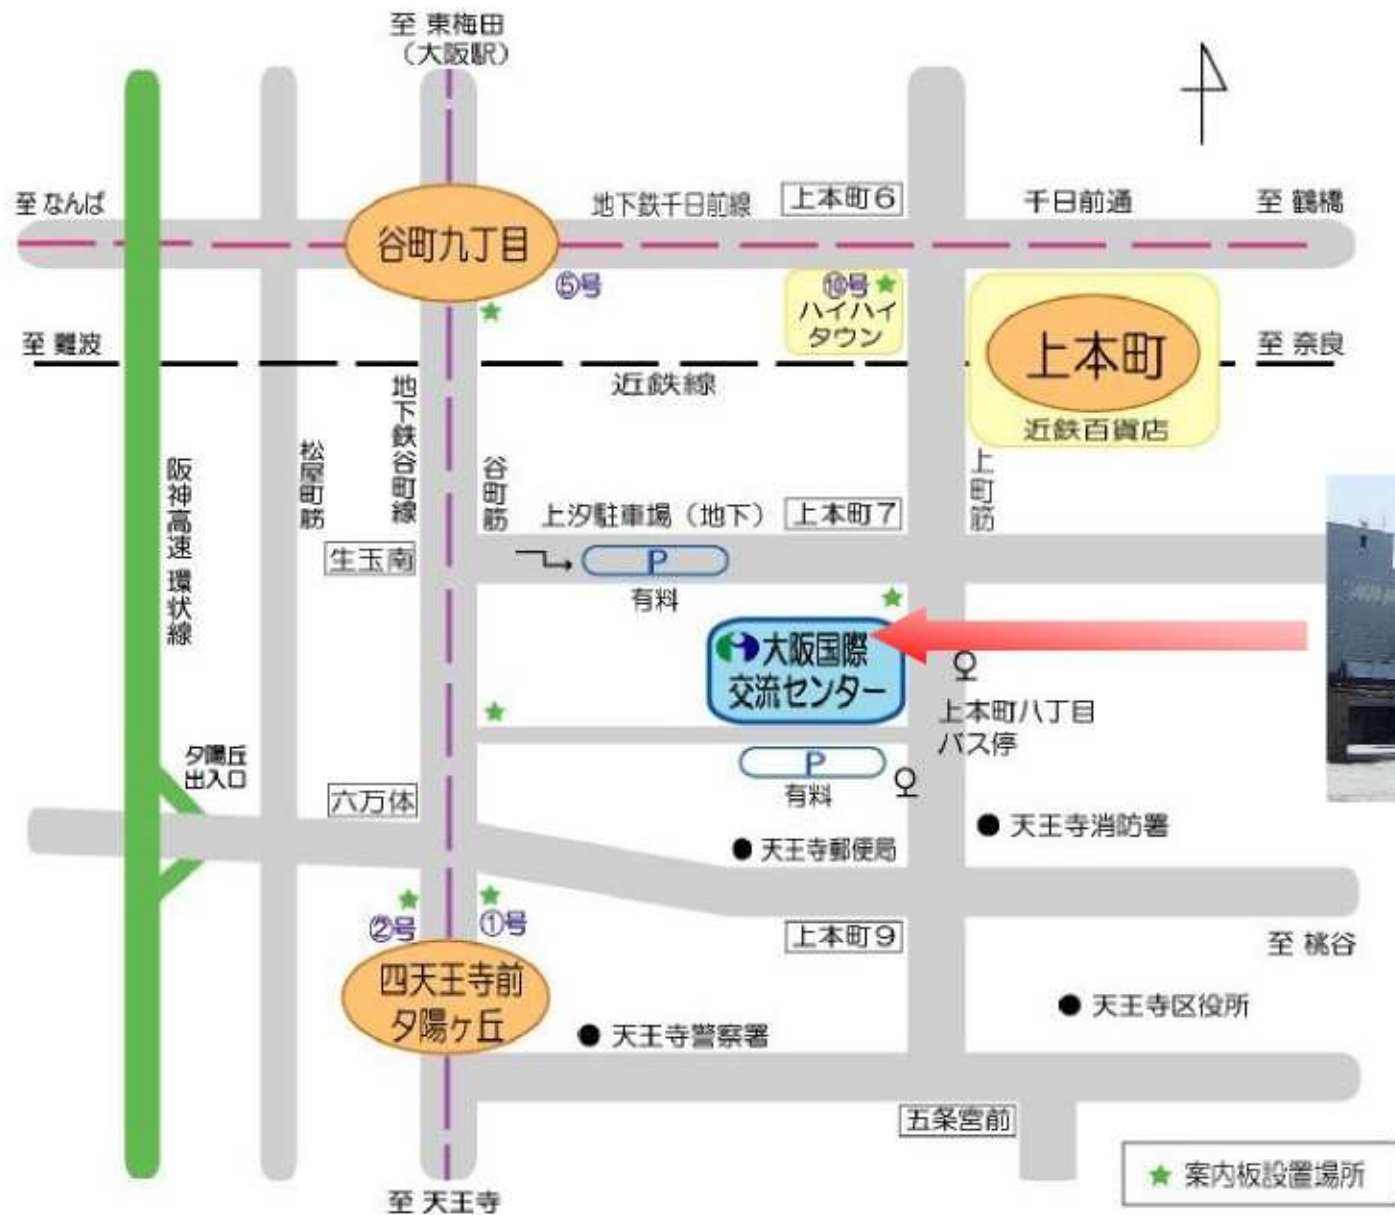 至 東梅田
（大阪駅）
至 なんば
地下鉄千日前線
上本町6
千日前通
至 鶴橋
谷町九丁目
⑤号
⑩号
ハイハイ
タウン
上本町
近鉄百貨店
至 難波
近鉄線
至 奈良
阪神高速 環状線
松屋町筋
地下鉄谷町線
谷町筋
上町筋
上汐駐車場（地下）
上本町7
生玉南
P
有料
大阪国際
交流センター
上本町八丁目
バス停
夕陽丘
出入口
P
有料
六万体
天王寺消防署
天王寺郵便局
②号
①号
上本町9
至 桃谷
四天王寺前
夕陽ヶ丘
天王寺区役所
天王寺警察署
五条宮前
案内板設置場所
至 天王寺